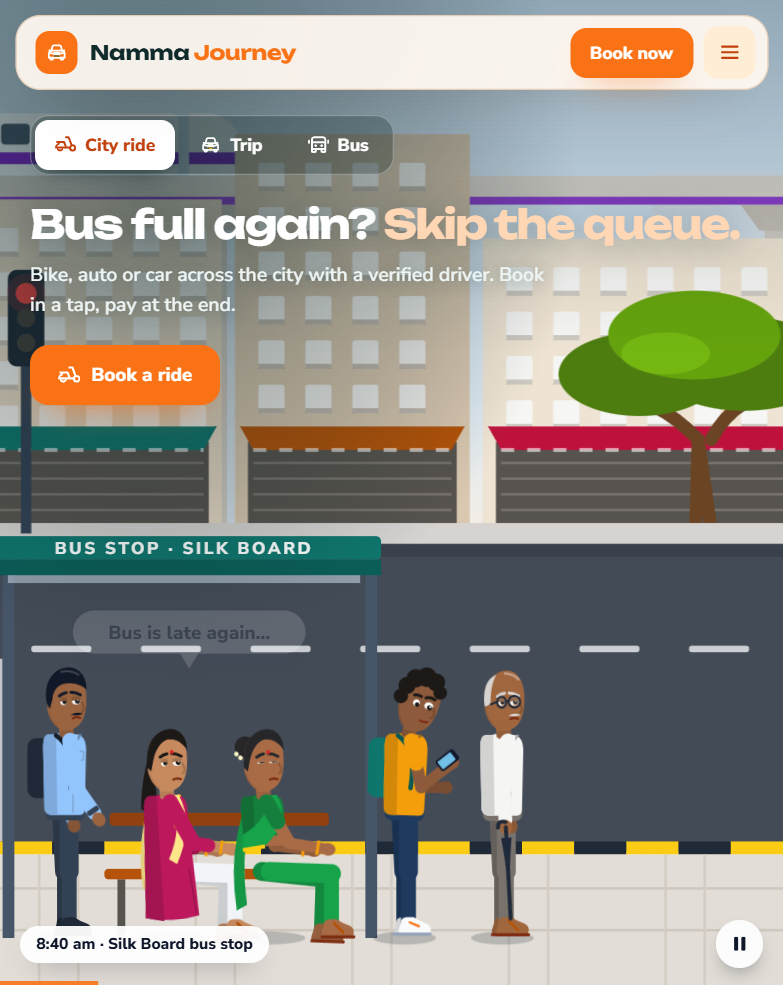 Namma Journey
Book now
City ride
Trip
Bus
Bus full again? Skip the queue.
Bike, auto or car across the city with a verified driver. Book
in a tap, pay at the end.
Book a ride
BUS STOP · SILK BOARD
Bus is late again...
8:40 am · Silk Board bus stop